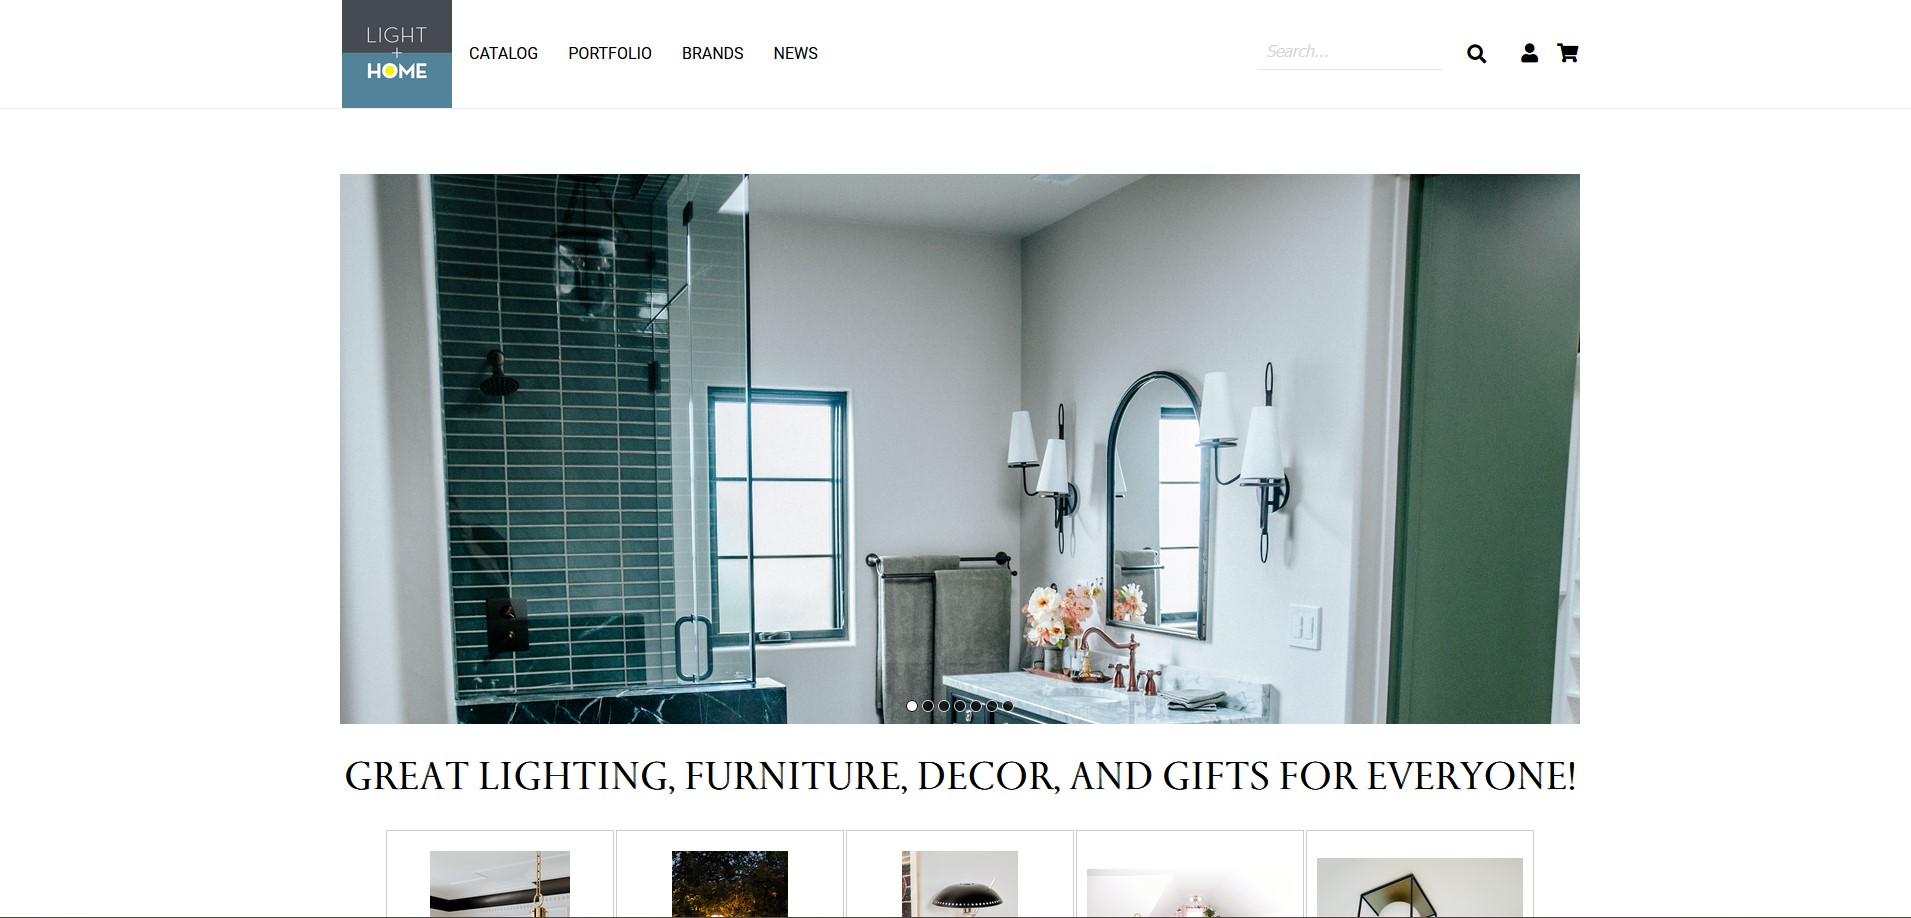 LIGHT
+
HOME
CATALOG
PORTFOLIO
BRANDS
NEWS
Search...
GREAT LIGHTING, FURNITURE, DECOR, AND GIFTS FOR EVERYONE!